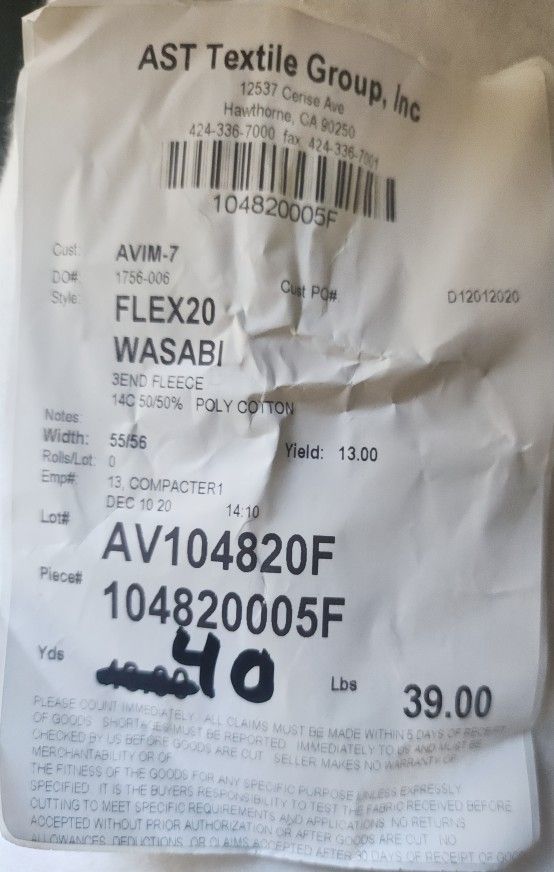 AST Textile Group, Inc
12537 Cerise Ave
Hawthorne, CA 90250
424-336-7000 fax 424-336-7001
104820005F
Cust: AVIM-7
DO#: 1756-006 Cust PO# D12012020
Style: FLEX20
WASABI
3END FLEECE
14C 50/50% POLY COTTON
Notes:
Width: 55/56 Yield: 13.00
Rolls/Lot: 0
Emp#: 13, COMPACTER1
DEC 10 20 14:10
Lot# AV104820F
Piece# 104820005F
Yds 40 Lbs 39.00
PLEASE COUNT IMMEDIATELY. ALL CLAIMS MUST BE MADE WITHIN 5 DAYS OF RECEIPT
OF GOODS. SHORTAGES MUST BE REPORTED IMMEDIATELY TO US AND MUST BE
CHECKED BY US BEFORE GOODS ARE CUT. SELLER MAKES NO WARRANTY OF
MERCHANTABILITY OR OF
THE FITNESS OF THE GOODS FOR ANY SPECIFIC PURPOSE UNLESS EXPRESSLY
SPECIFIED. IT IS THE BUYERS RESPONSIBILITY TO TEST THE FABRIC RECEIVED BEFORE
CUTTING TO MEET SPECIFIC REQUIREMENTS AND APPLICATIONS. NO RETURNS
ACCEPTED WITHOUT PRIOR AUTHORIZATION OR AFTER GOODS ARE CUT. NO
ALLOWANCES, DEDUCTIONS, OR CLAIMS ACCEPTED AFTER 30 DAYS OF RECEIPT OF